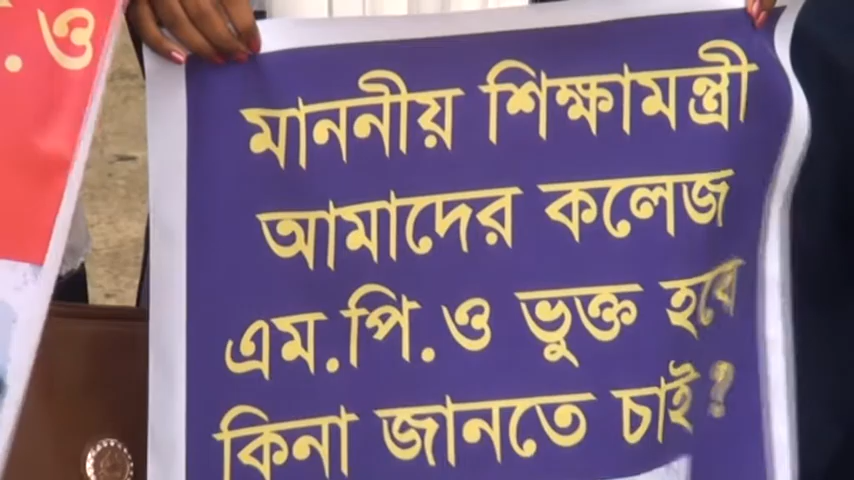 .ও
মাননীয় শিক্ষামন্ত্রী
আমাদের কলেজ
এম.পি.ও ভুক্ত হবে
কিনা জানতে চাই ?